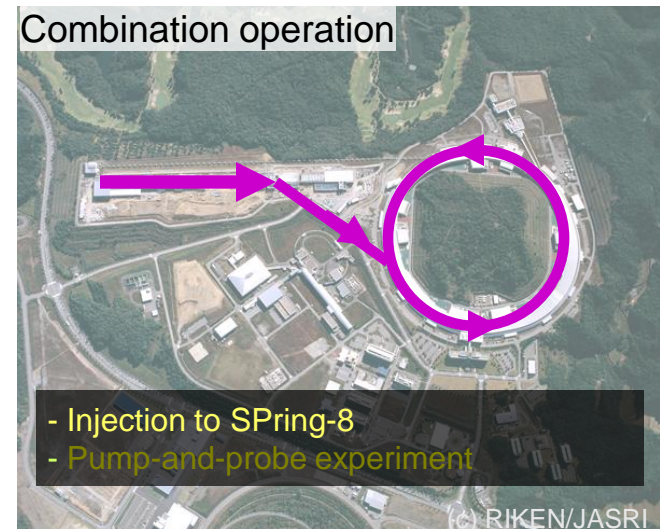 Combination operation
- Injection to SPring-8
- Pump-and-probe experiment
(c) RIKEN/JASRI